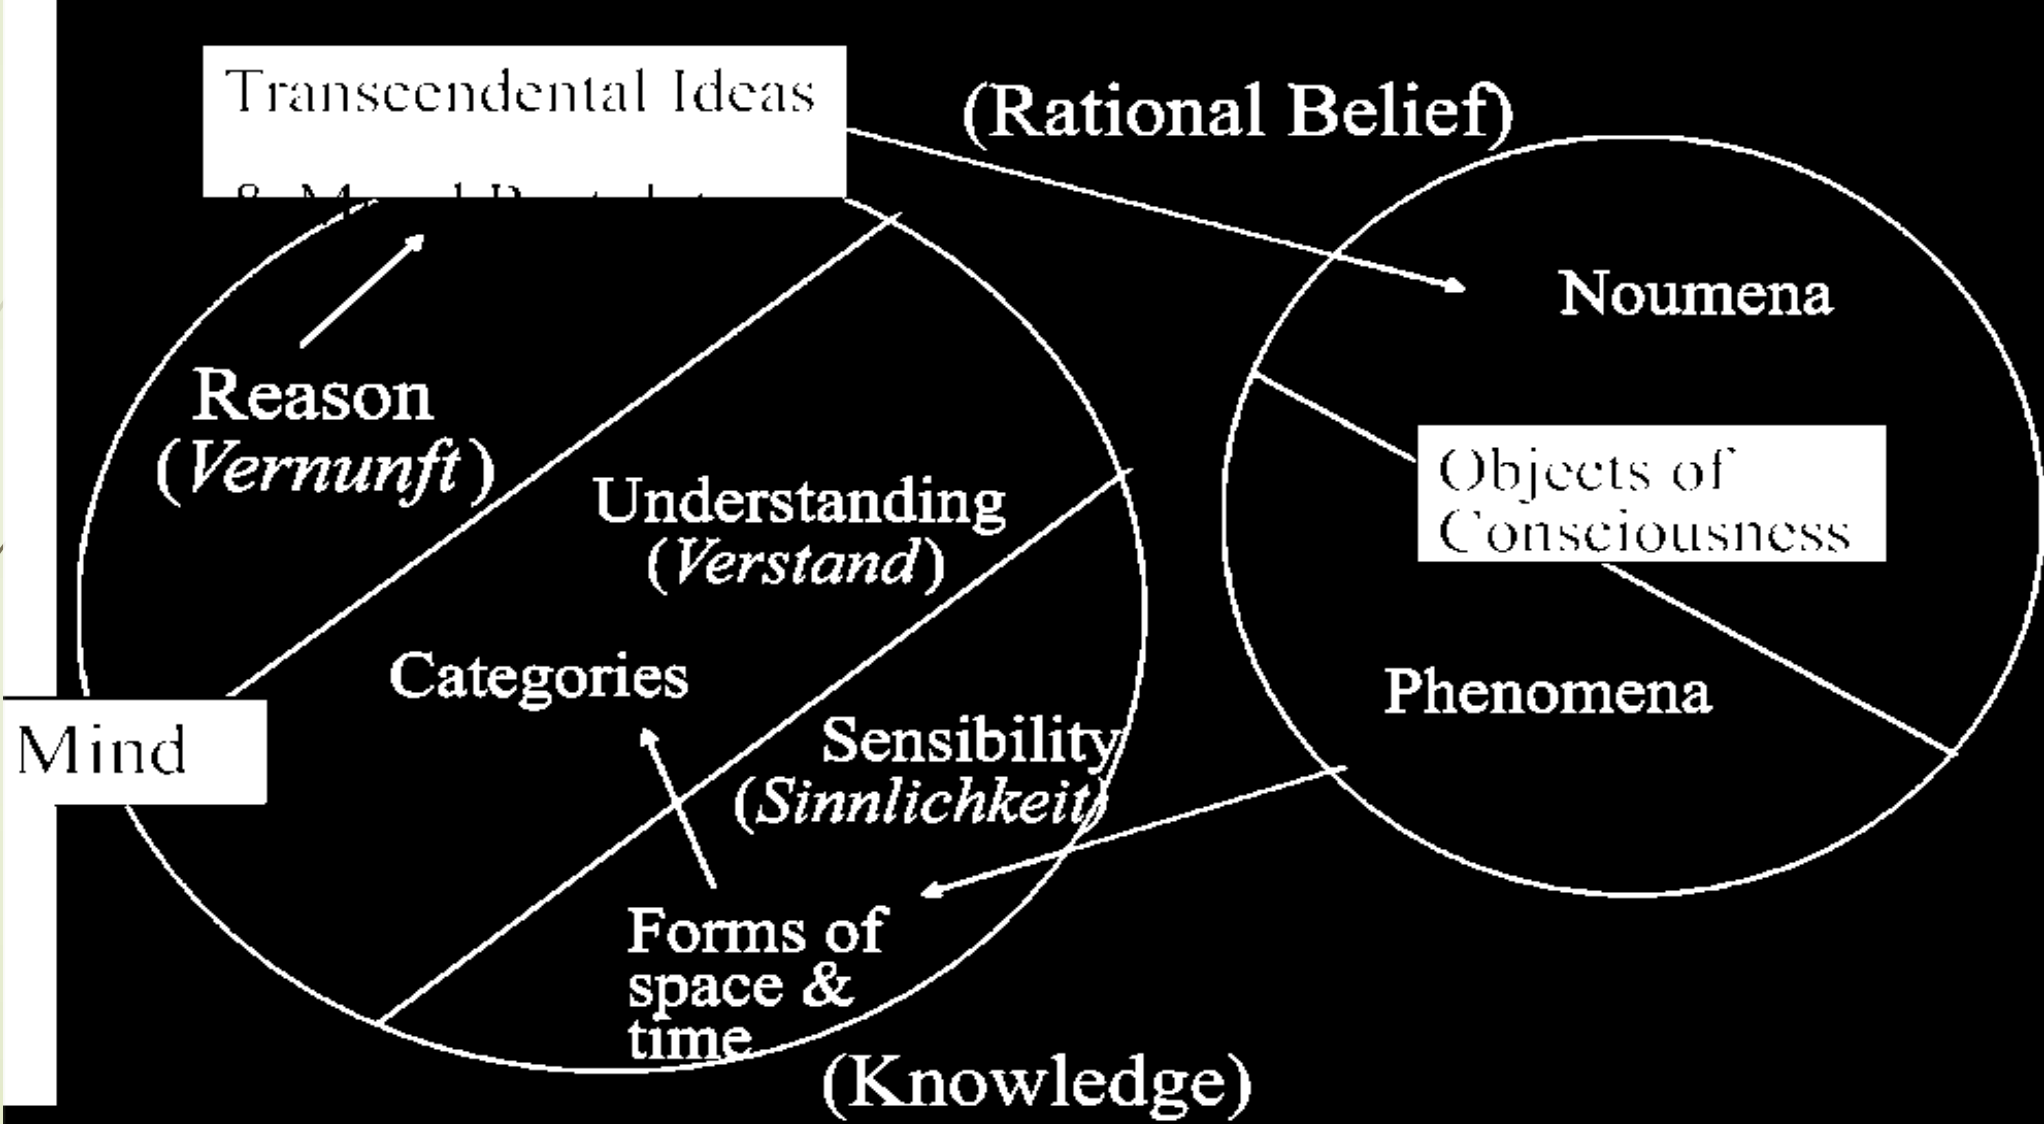 Transcendental Ideas
(Rational Belief)
Noumena
Reason
(Vernunft)
Objects of
Consciousness
Understanding
(Verstand)
Categories
Phenomena
Mind
Sensibility
(Sinnlichkeit)
Forms of
space &
time
(Knowledge)